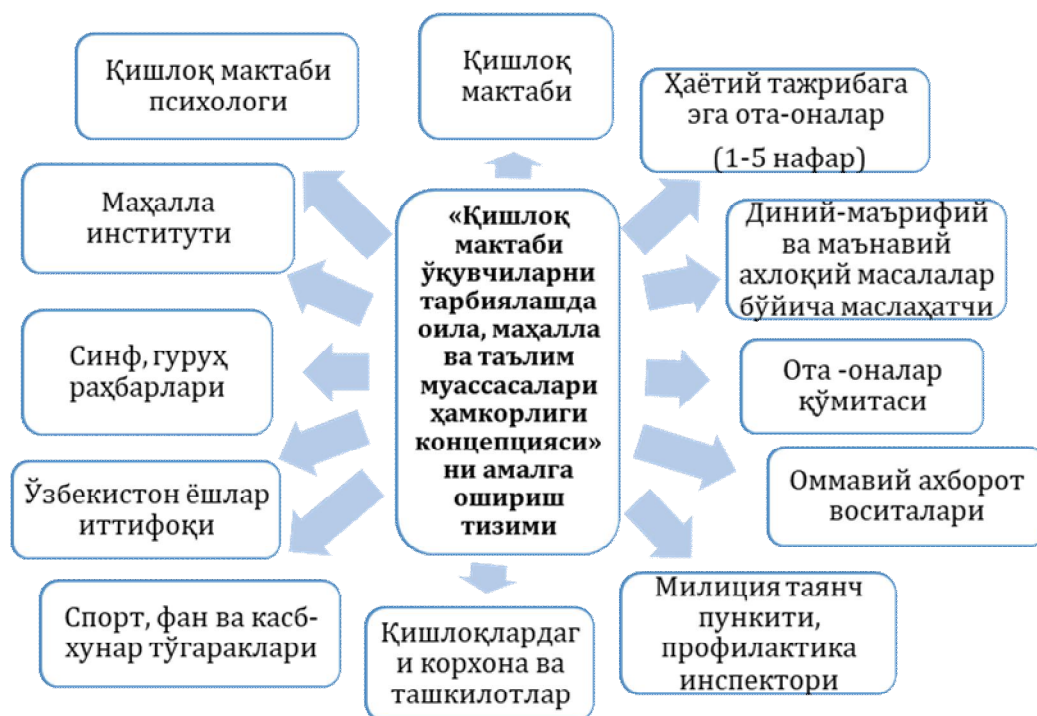 Қишлоқ мактаби
психологи
Қишлоқ
мактаби
Ҳаётий тажрибага
эга ота-оналар
(1-5 нафар)
Маҳалла
институти
Диний-маърифий
ва маънавий
ахлоқий масалалар
бўйича маслаҳатчи
Синф, гуруҳ
раҳбарлари
Ота -оналар
қўмитаси
Ўзбекистон ёшлар
иттифоқи
Оммавий ахборот
воситалари
Спорт, фан ва касб-
хунар тўгараклари
Қишлоқлардаг
и корхона ва
ташкилотлар
Милиция таянч
пункити,
профилактика
инспектори
«Қишлоқ
мактаби
ўқувчиларни
тарбиялашда
оила, маҳалла
ва таълим
муассасалари
ҳамкорлиги
концепцияси»
ни амалга
ошириш
тизими